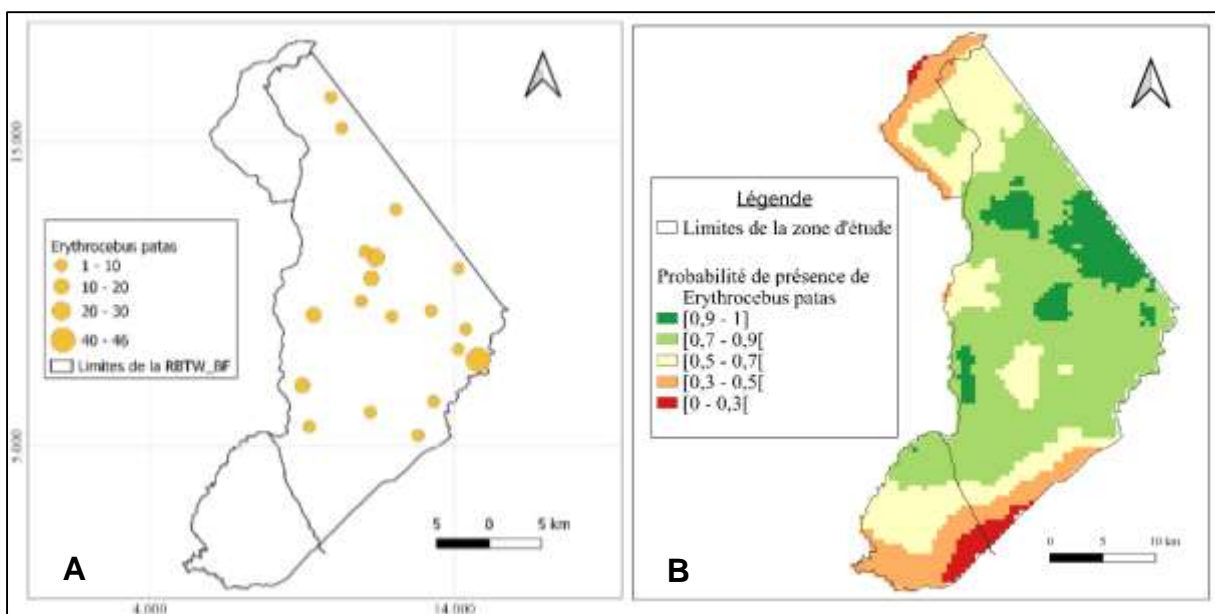 15.000
Erythrocebus patas
1 - 10
10 - 20
20 - 30
40 - 46
Limites de la RBTW_BF
5 0 5 km
A
4.000 14.000
Légende
Limites de la zone d'étude
Probabilité de présence de
Erythrocebus patas
[0,9 - 1]
[0,7 - 0,9[
[0,5 - 0,7[
[0,3 - 0,5[
[0 - 0,3[
0 5 10 km
B